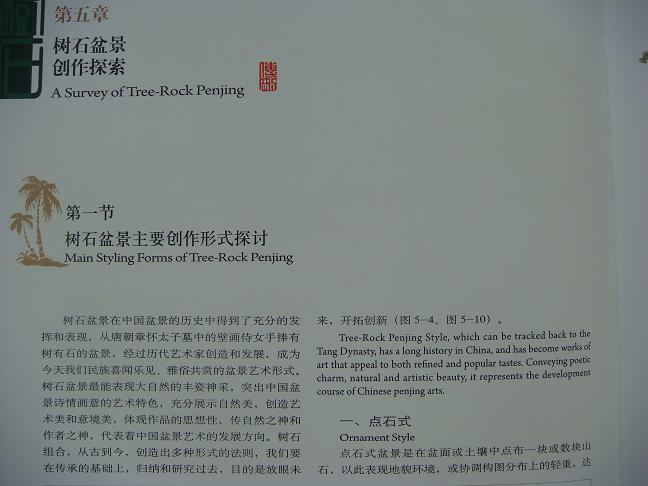 第五章
树石盆景
创作探索
A Survey of Tree-Rock Penjing
第一节
树石盆景主要创作形式探讨
Main Styling Forms of Tree-Rock Penjing
树石盆景在中国盆景的历史中得到了充分的发
挥和表现，从唐朝章怀太子墓中的壁画侍女手捧有
树有石的盆景，经过历代艺术家创造和发展，成为
今天我们民族喜闻乐见、雅俗共赏的盆景艺术形式。
树石盆景最能表现大自然的丰姿神采，突出中国盆
景诗情画意的艺术特色，充分展示自然美，创造艺
术美和意境美，体现作品的思想性，传自然之神和
作者之神，代表着中国盆景艺术的发展方向。树石
组合，从古到今，创造出多种形式的法则，我们要
在传承的基础上，归纳和研究过去，目的是放眼未
来，开拓创新（图 5-4、图 5-10）。
Tree-Rock Penjing Style, which can be tracked back to the
Tang Dynasty, has a long history in China, and has become works of
art that appeal to both refined and popular tastes. Conveying poetic
charm, natural and artistic beauty, it represents the development
course of Chinese penjing arts.
一、点石式
Ornament Style
点石式盆景是在盆面或土壤中点布一块或数块山
石，以此表现地貌环境，或协调构图分布上的轻重，达